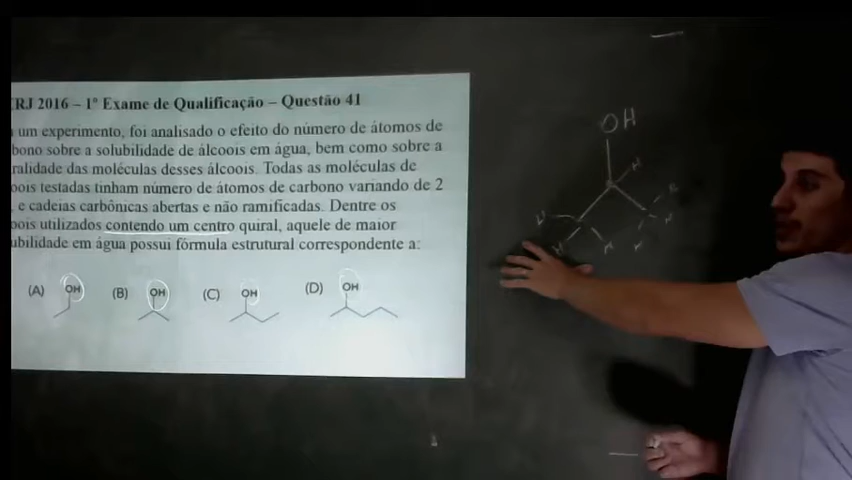 RJ 2016 – 1º Exame de Qualificação – Questão 41
um experimento, foi analisado o efeito do número de átomos de
bono sobre a solubilidade de álcoois em água, bem como sobre a
ralidade das moléculas desses álcoois. Todas as moléculas de
oois testadas tinham número de átomos de carbono variando de 2
, e cadeias carbônicas abertas e não ramificadas. Dentre os
oois utilizados contendo um centro quiral, aquele de maior
ubilidade em água possui fórmula estrutural correspondente a:
(A) OH (B) OH (C) OH (D) OH
OH
H
H
H
H
H
H